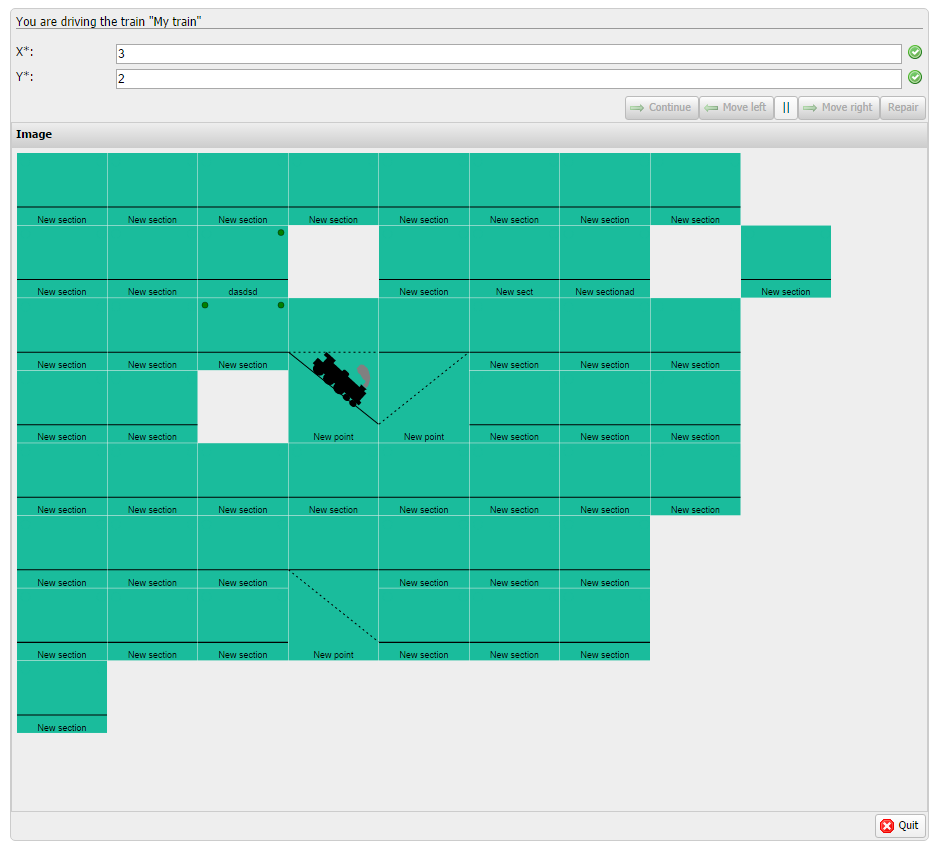 You are driving the train "My train"
X*: 3
Y*: 2
Continue Move left Move right Repair
Image
New section New section New section New section New section New section New section New section
New section New section dasdsd New section New sect New sectionad New section
New section New section New section New section New section New section
New section New section New point New point New section New section New section
New section New section New section New section New section New section New section New section
New section New section New section New section New section New section
New section New section New section New point New section New section New section
New section
Quit